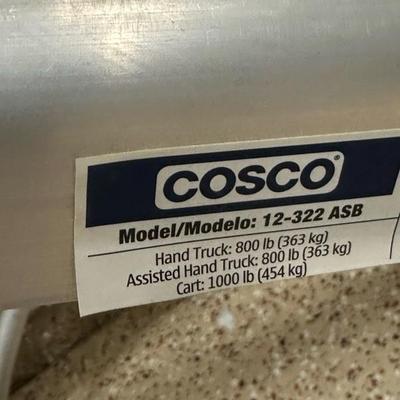 COSCO®
Model/Modelo: 12-322 ASB
Hand Truck: 800 lb (363 kg)
Assisted Hand Truck: 800 lb (363 kg)
Cart: 1000 lb (454 kg)